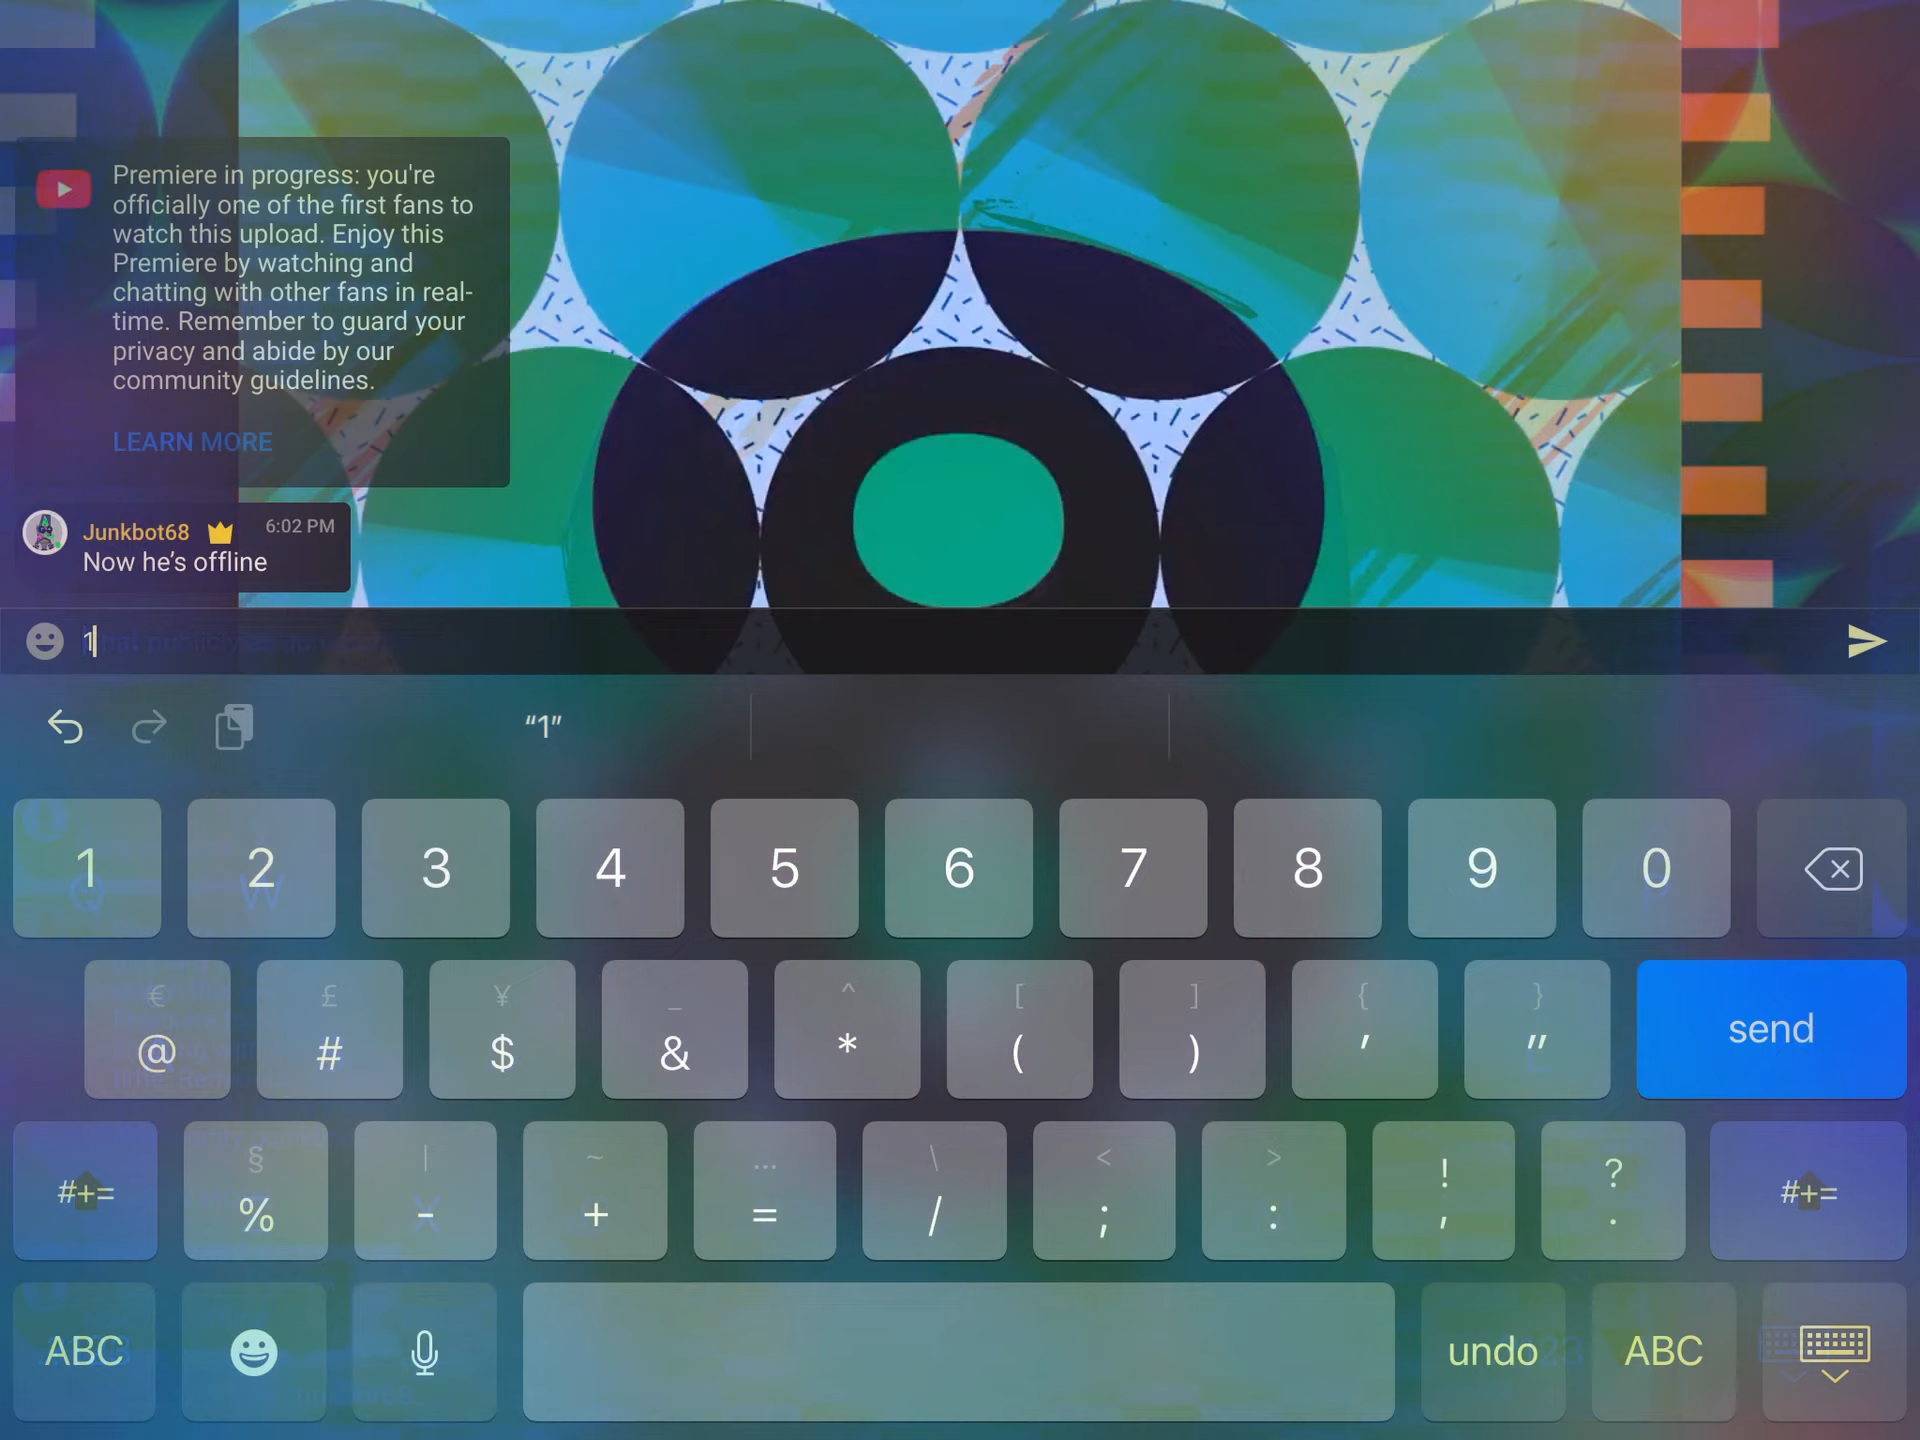 Premiere in progress: you're
officially one of the first fans to
watch this upload. Enjoy this
Premiere by watching and
chatting with other fans in real-
time. Remember to guard your
privacy and abide by our
community guidelines.
LEARN MORE
Junkbot68 6:02 PM
Now he’s offline
1
“1”
1 2 3 4 5 6 7 8 9 0
€ £ ¥ _ ^ [ ] { }
@ # $ & * ( ) ' " send
§ | ~ … \ < > ! ?
#+= % - + = / ; : , . #+=
ABC undo ABC